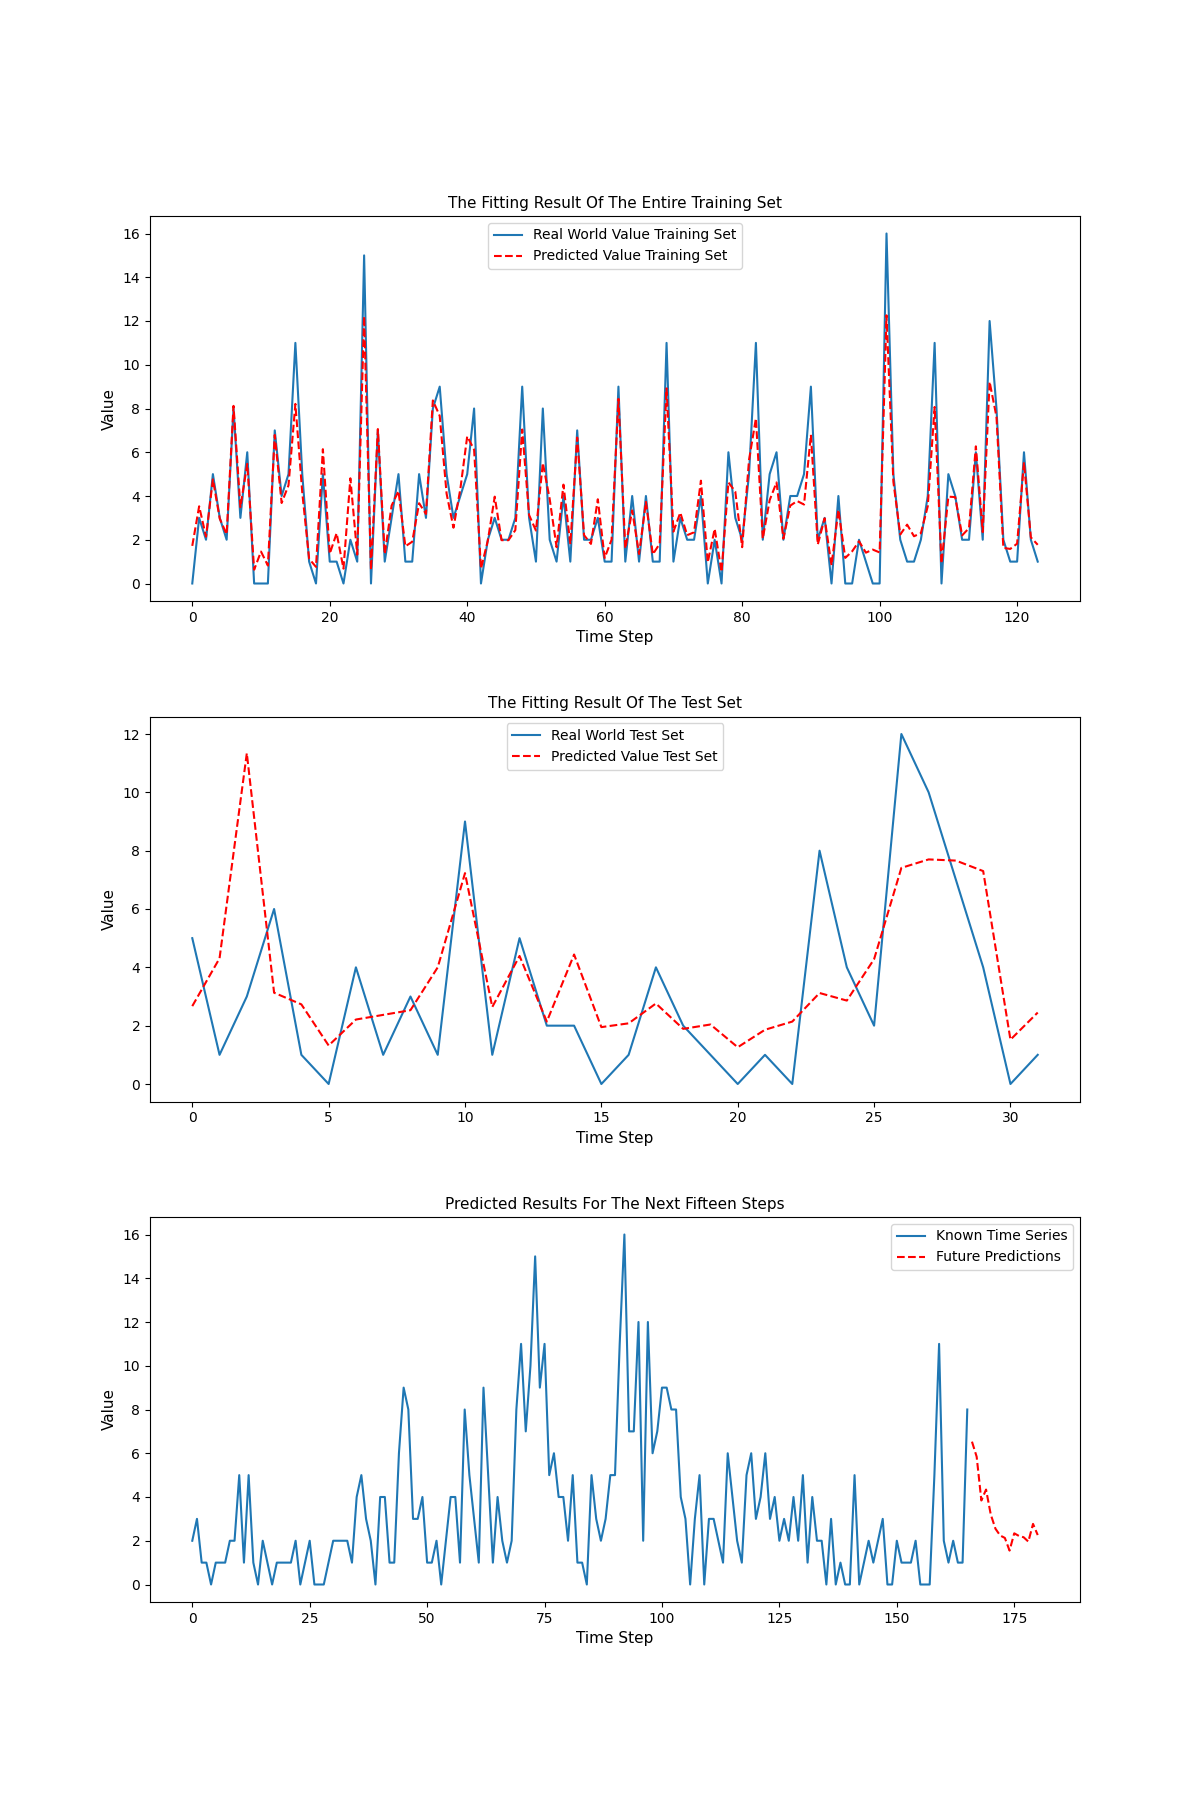 The Fitting Result Of The Entire Training Set
Real World Value Training Set
Predicted Value Training Set
Value
16
14
12
10
8
6
4
2
0
0 20 40 60 80 100 120
Time Step
The Fitting Result Of The Test Set
Real World Test Set
Predicted Value Test Set
Value
12
10
8
6
4
2
0
0 5 10 15 20 25 30
Time Step
Predicted Results For The Next Fifteen Steps
Known Time Series
Future Predictions
Value
16
14
12
10
8
6
4
2
0
0 25 50 75 100 125 150 175
Time Step